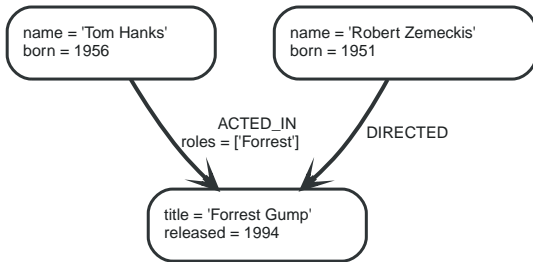 name = 'Tom Hanks'
born = 1956
name = 'Robert Zemeckis'
born = 1951
ACTED_IN
roles = ['Forrest']
DIRECTED
title = 'Forrest Gump'
released = 1994